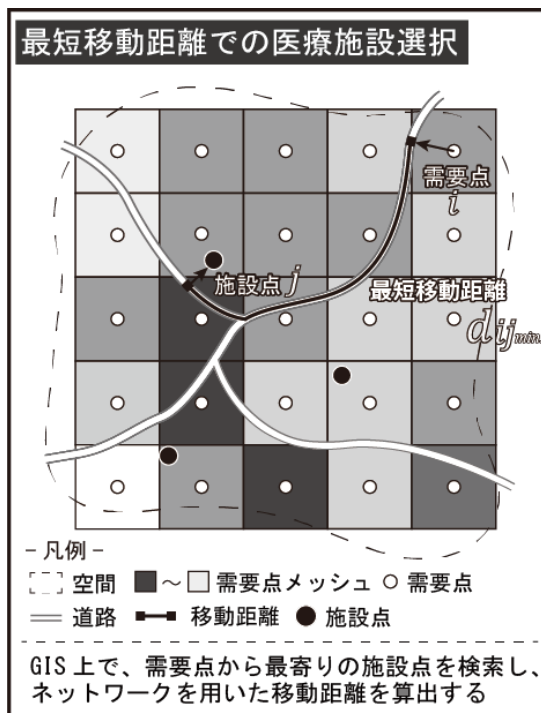 最短移動距離での医療施設選択
需要点
i
施設点 j
最短移動距離
dij min.
- 凡例 -
空間 ～ 需要点メッシュ 需要点
道路 移動距離 施設点
GIS 上で、需要点から最寄りの施設点を検索し、
ネットワークを用いた移動距離を算出する